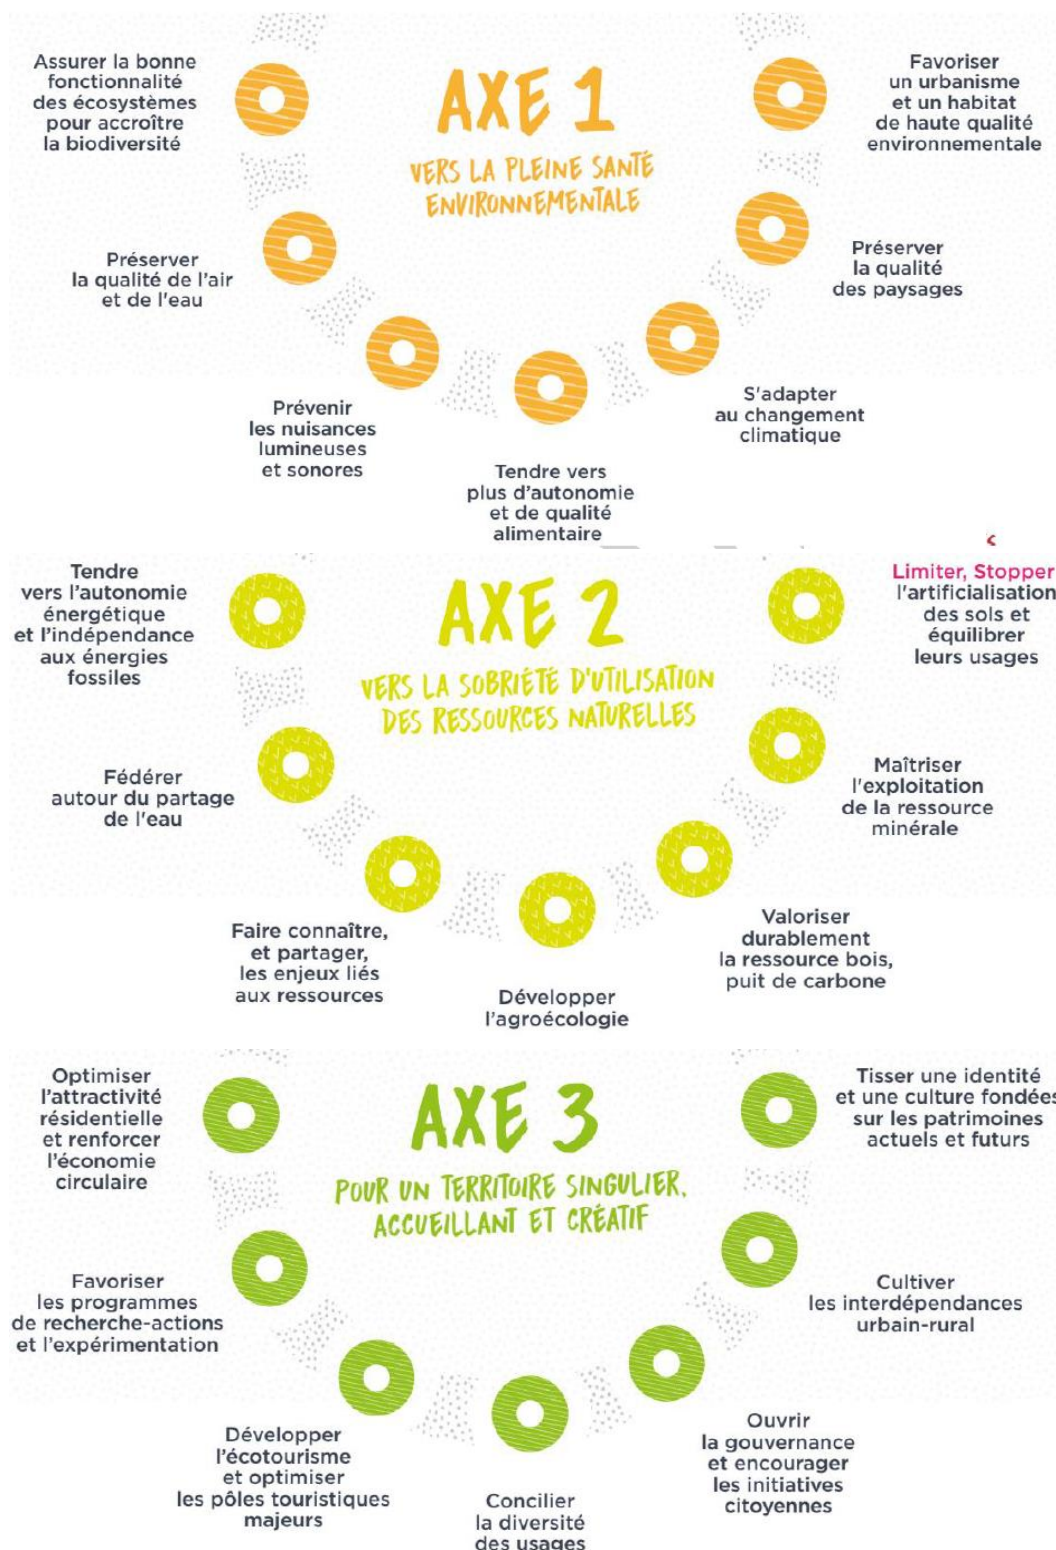 AXE 1
VERS LA PLEINE SANTÉ
ENVIRONNEMENTALE
Assurer la bonne
fonctionnalité
des écosystèmes
pour accroître
la biodiversité
Préserver
la qualité de l'air
et de l'eau
Prévenir
les nuisances
lumineuses
et sonores
Tendre vers
plus d'autonomie
et de qualité
alimentaire
S'adapter
au changement
climatique
Préserver
la qualité
des paysages
Favoriser
un urbanisme
et un habitat
de haute qualité
environnementale
AXE 2
VERS LA SOBRIÉTÉ D'UTILISATION
DES RESSOURCES NATURELLES
Tendre
vers l'autonomie
énergétique
et l'indépendance
aux énergies
fossiles
Fédérer
autour du partage
de l'eau
Faire connaître,
et partager,
les enjeux liés
aux ressources
Développer
l'agroécologie
Valoriser
durablement
la ressource bois,
puit de carbone
Maîtriser
l'exploitation
de la ressource
minérale
Limiter, Stopper
l'artificialisation
des sols et
équilibrer
leurs usages
AXE 3
POUR UN TERRITOIRE SINGULIER,
ACCUEILLANT ET CRÉATIF
Optimiser
l'attractivité
résidentielle
et renforcer
l'économie
circulaire
Favoriser
les programmes
de recherche-actions
et l'expérimentation
Développer
l'écotourisme
et optimiser
les pôles touristiques
majeurs
Concilier
la diversité
des usages
Ouvrir
la gouvernance
et encourager
les initiatives
citoyennes
Cultiver
les interdépendances
urbain-rural
Tisser une identité
et une culture fondées
sur les patrimoines
actuels et futurs